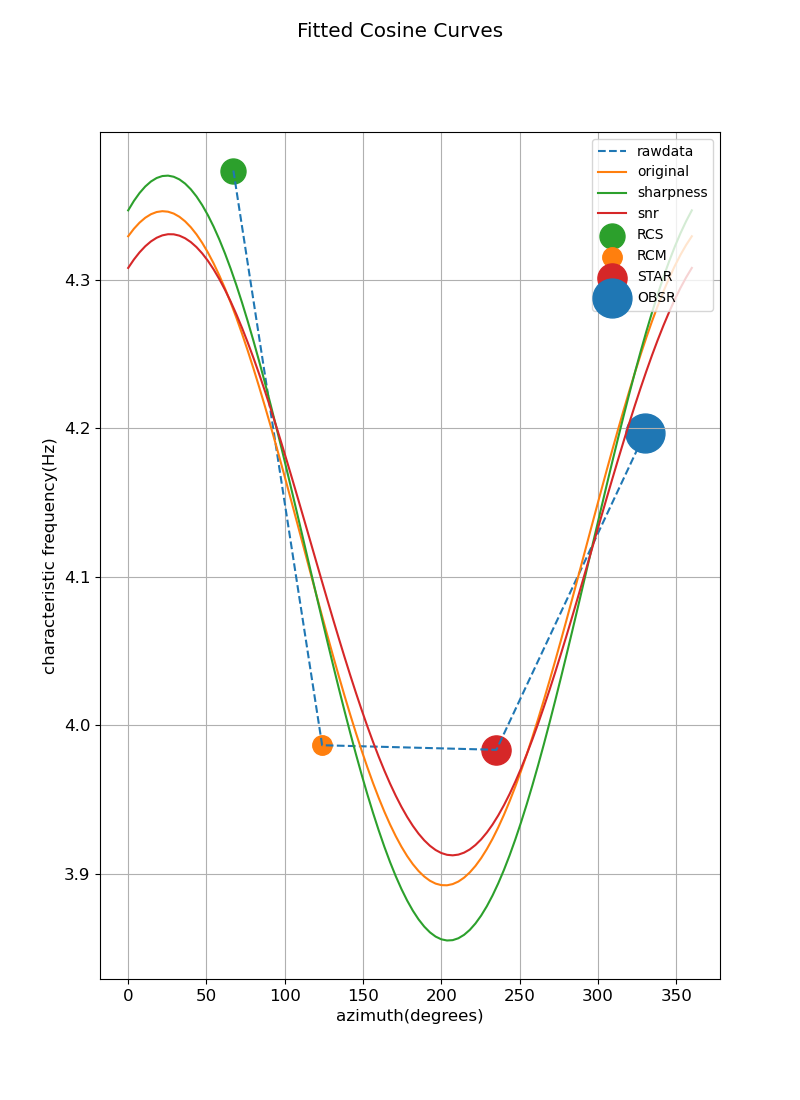 Fitted Cosine Curves
rawdata
original
sharpness
snr
RCS
RCM
STAR
OBSR
characteristic frequency(Hz)
4.3
4.2
4.1
4.0
3.9
0 50 100 150 200 250 300 350
azimuth(degrees)